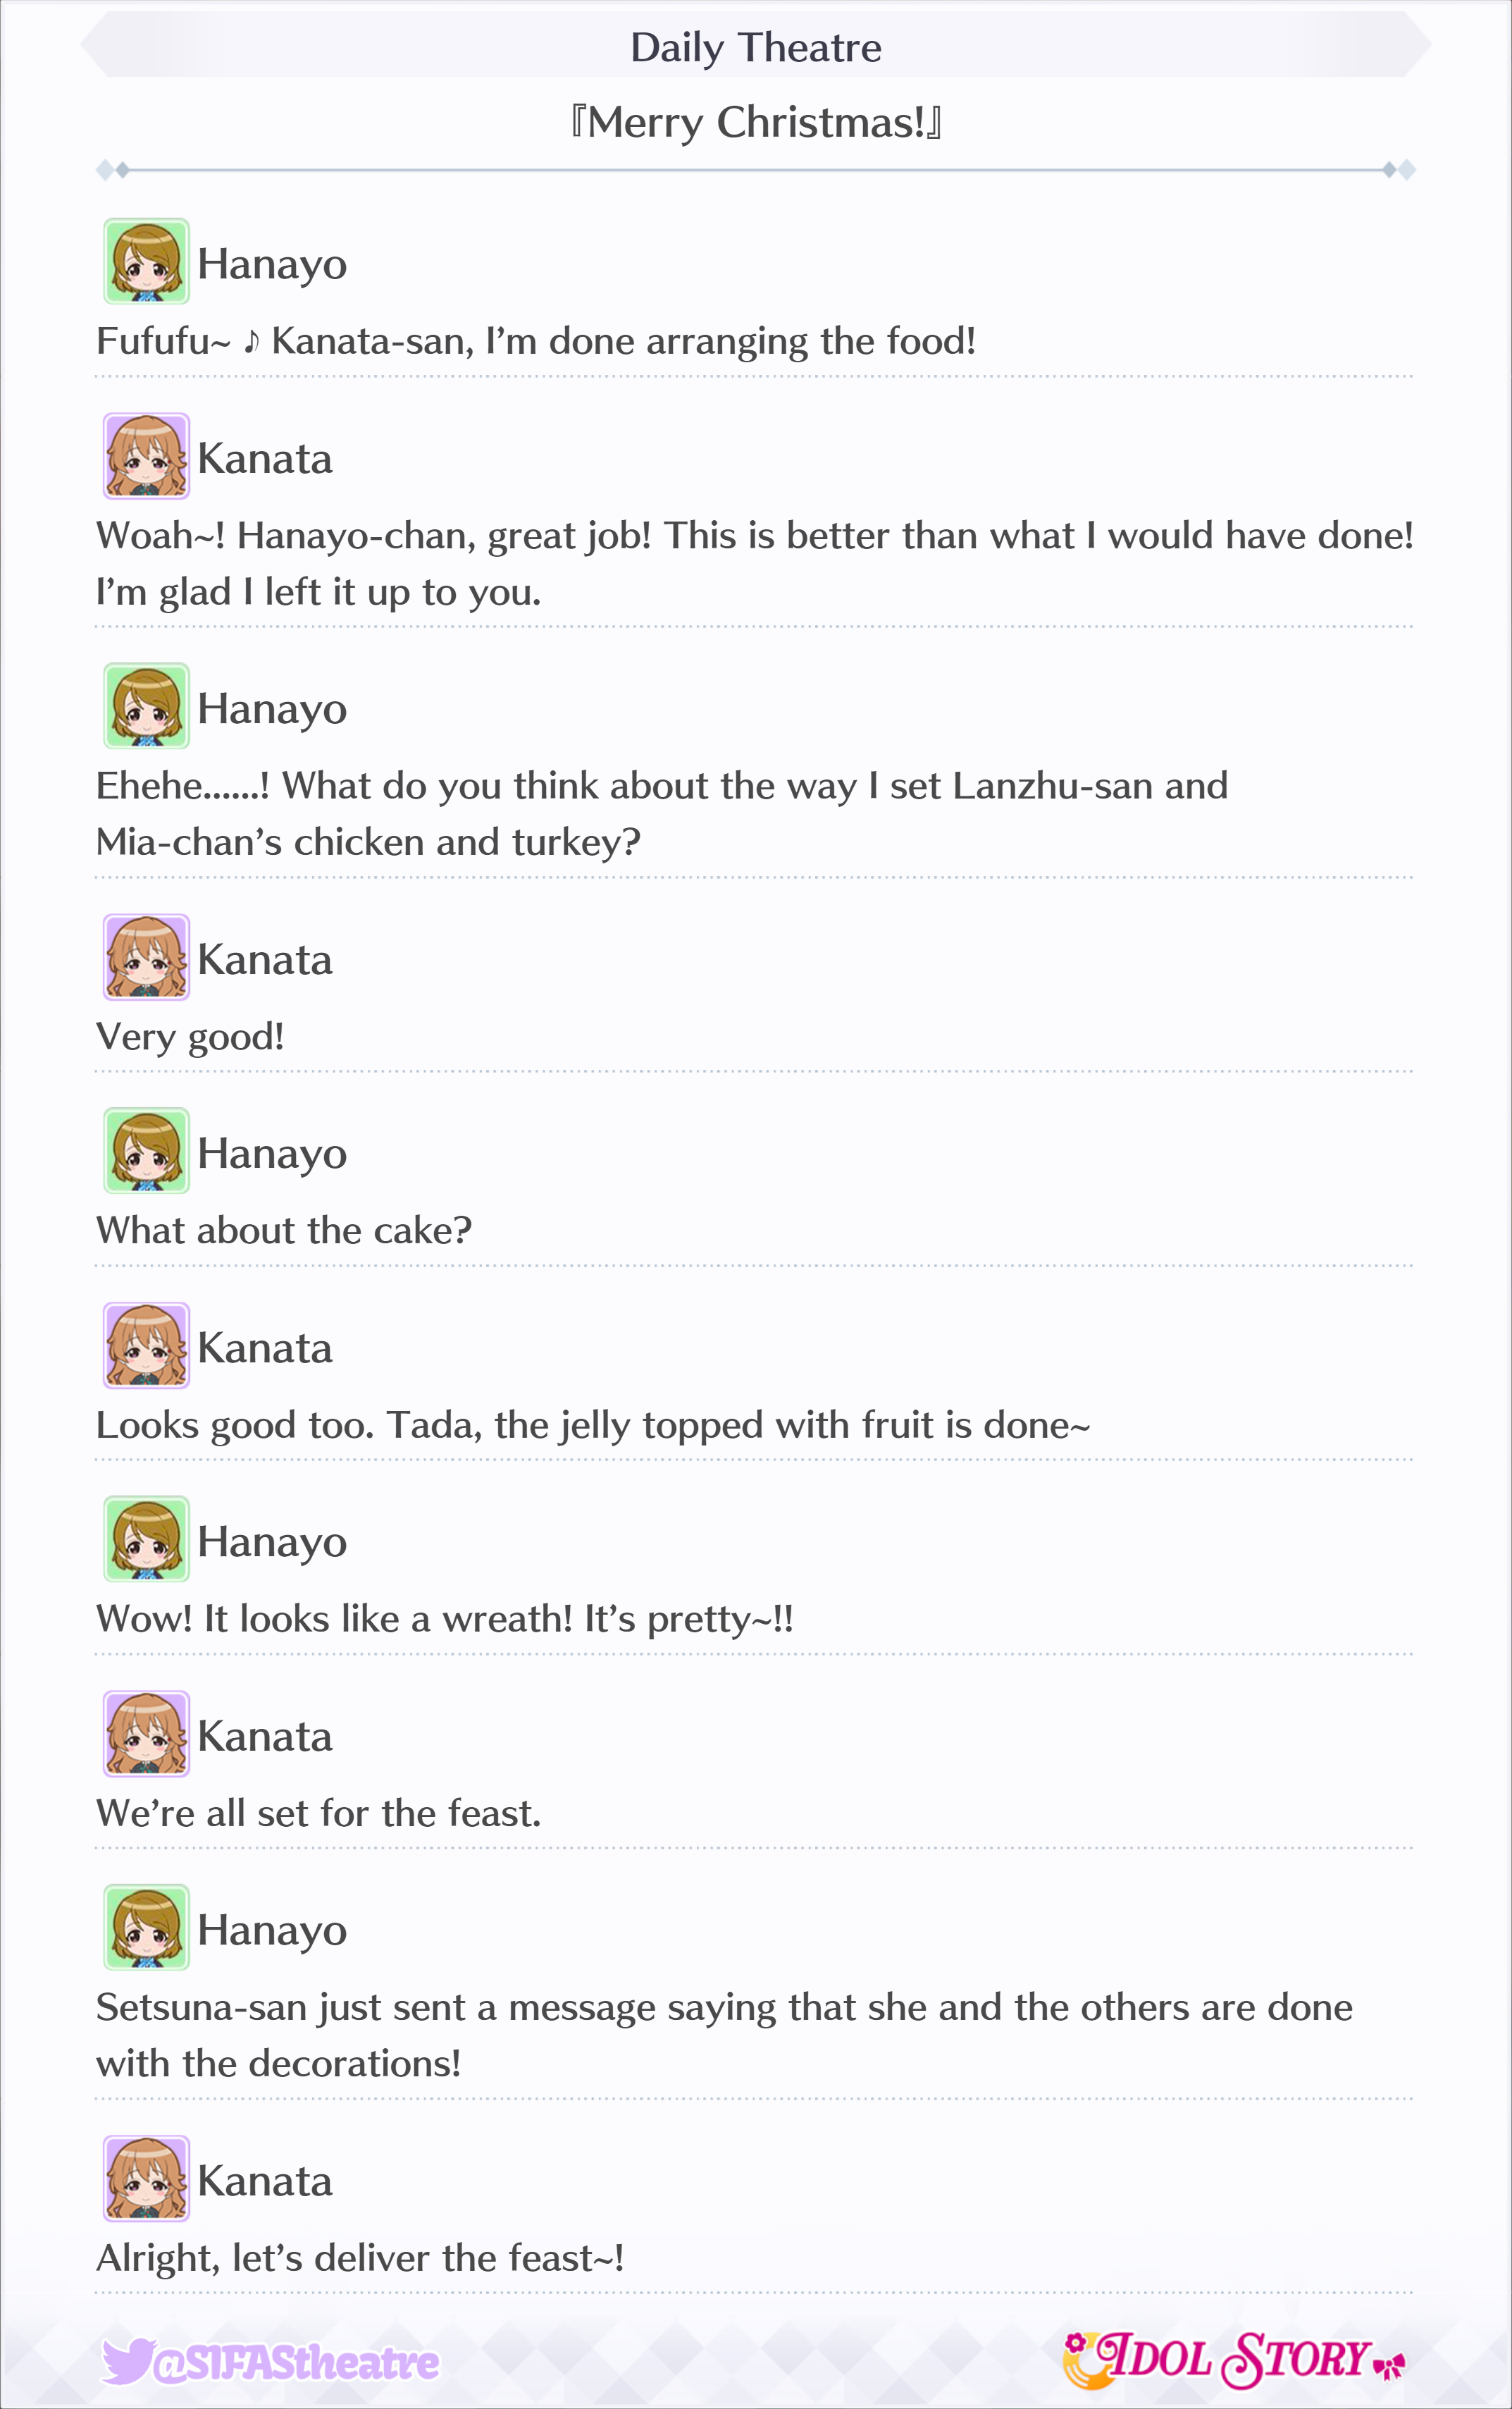 Daily Theatre
『Merry Christmas!』
Hanayo
Fufufu~ ♪ Kanata-san, I’m done arranging the food!
Kanata
Woah~! Hanayo-chan, great job! This is better than what I would have done!
I’m glad I left it up to you.
Hanayo
Ehehe......! What do you think about the way I set Lanzhu-san and
Mia-chan’s chicken and turkey?
Kanata
Very good!
Hanayo
What about the cake?
Kanata
Looks good too. Tada, the jelly topped with fruit is done~
Hanayo
Wow! It looks like a wreath! It’s pretty~!!
Kanata
We’re all set for the feast.
Hanayo
Setsuna-san just sent a message saying that she and the others are done
with the decorations!
Kanata
Alright, let’s deliver the feast~!
@SIFAStheatre
IDOL STORY